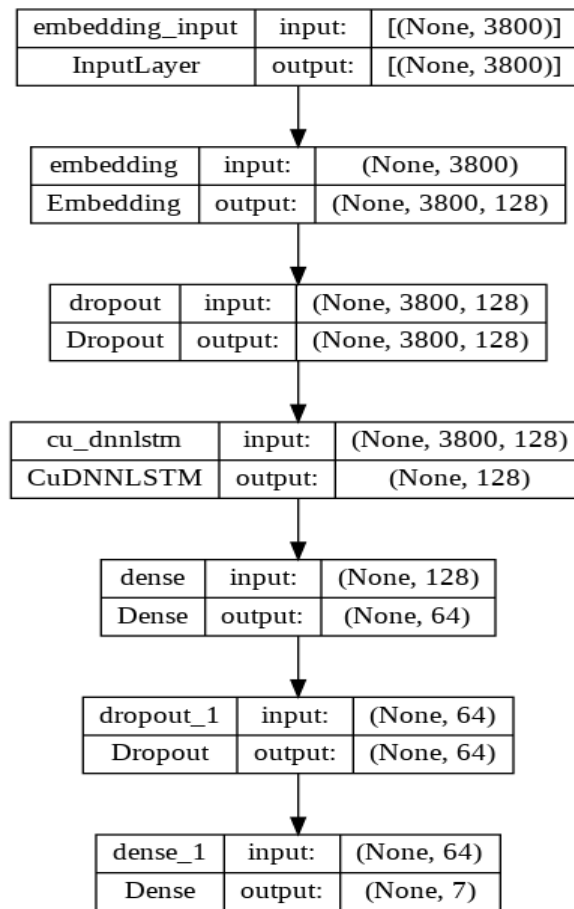 embedding_input input: [(None, 3800)]
InputLayer output: [(None, 3800)]
embedding input: (None, 3800)
Embedding output: (None, 3800, 128)
dropout input: (None, 3800, 128)
Dropout output: (None, 3800, 128)
cu_dnnlstm input: (None, 3800, 128)
CuDNNLSTM output: (None, 128)
dense input: (None, 128)
Dense output: (None, 64)
dropout_1 input: (None, 64)
Dropout output: (None, 64)
dense_1 input: (None, 64)
Dense output: (None, 7)